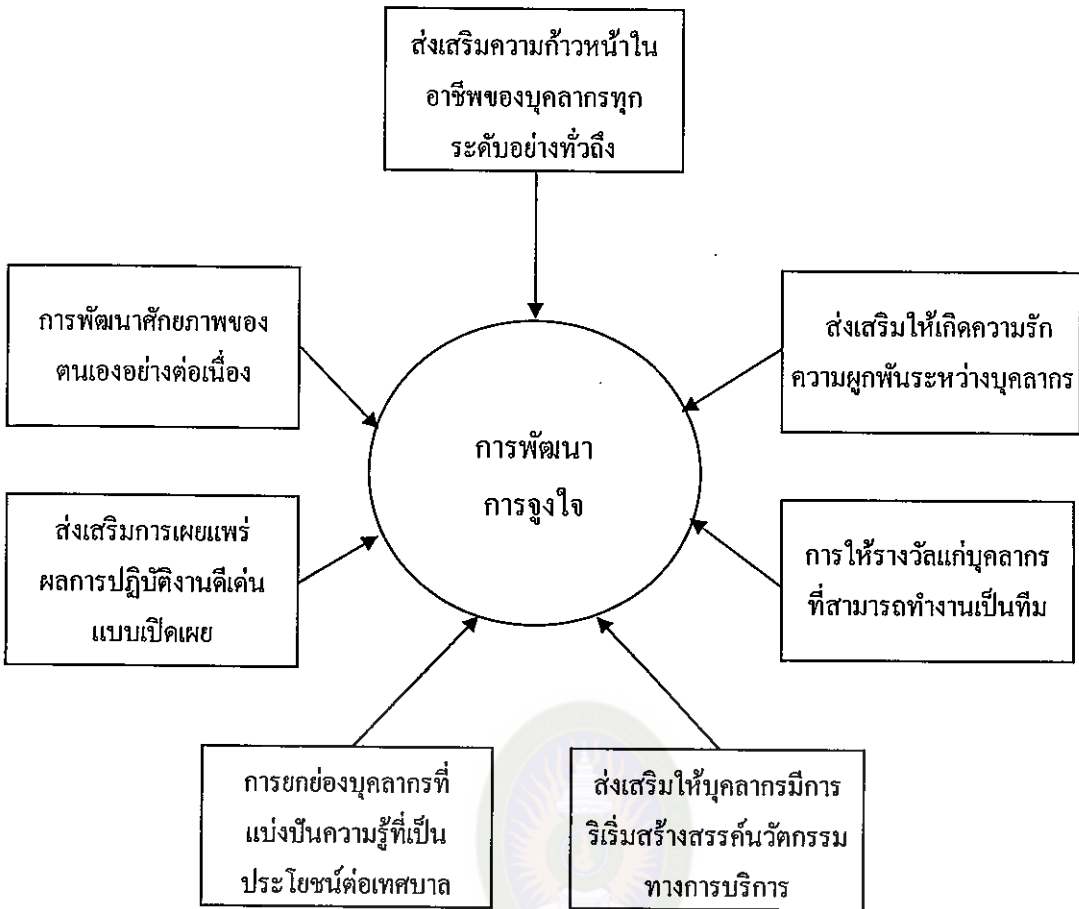 ส่งเสริมความก้าวหน้าใน
อาชีพของบุคลากรทุก
ระดับอย่างทั่วถึง
การพัฒนาศักยภาพของ
ตนเองอย่างต่อเนื่อง
ส่งเสริมให้เกิดความรัก
ความผูกพันระหว่างบุคลากร
การพัฒนา
การจูงใจ
ส่งเสริมการเผยแพร่
ผลการปฏิบัติงานดีเด่น
แบบเปิดเผย
การให้รางวัลแก่บุคลากร
ที่สามารถทำงานเป็นทีม
การยกย่องบุคลากรที่
แบ่งปันความรู้ที่เป็น
ประโยชน์ต่อเทศบาล
ส่งเสริมให้บุคลากรมีการ
ริเริ่มสร้างสรรค์นวัตกรรม
ทางการบริการ